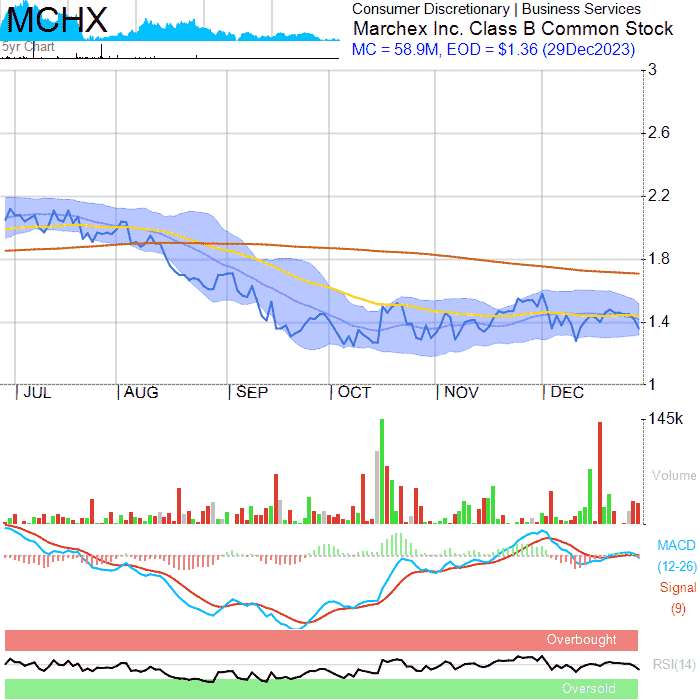 MCHX
5yr Chart
Consumer Discretionary | Business Services
Marchex Inc. Class B Common Stock
MC = 58.9M, EOD = $1.36 (29Dec2023)
3
2.6
2.2
1.8
1.4
1
JUL AUG SEP OCT NOV DEC
145k
Volume
MACD
(12-26)
Signal
(9)
Overbought
RSI(14)
Oversold